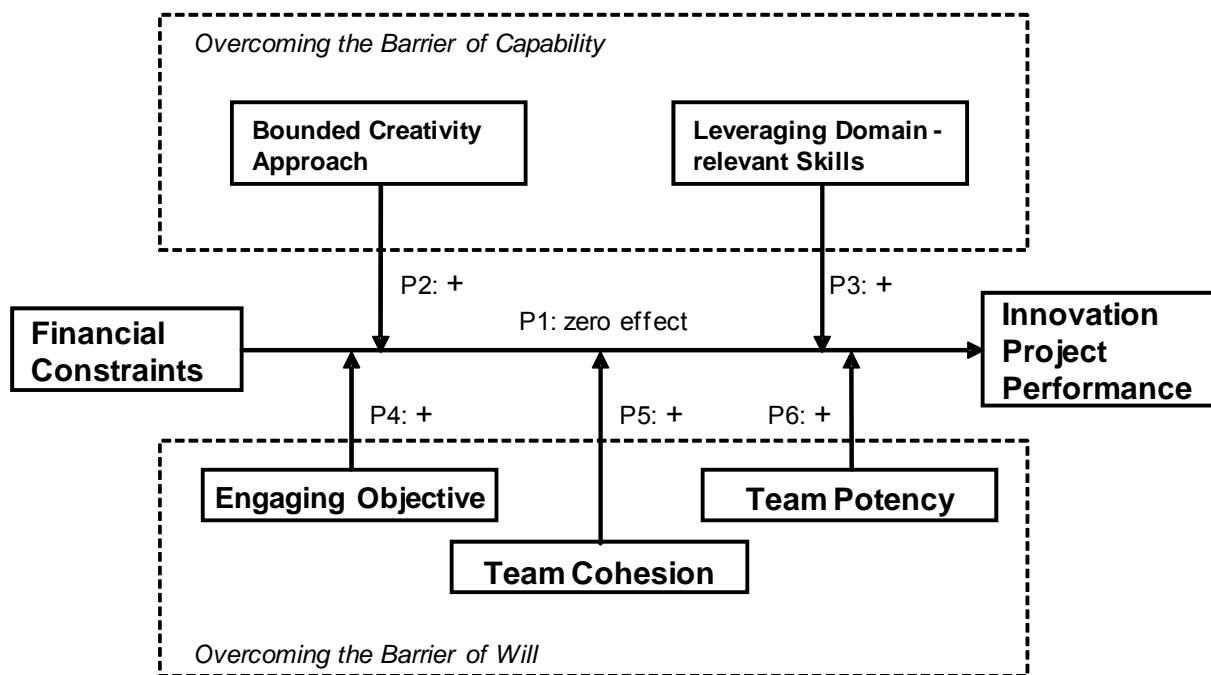 Overcoming the Barrier of Capability
Bounded Creativity
Approach
Leveraging Domain -
relevant Skills
P2: +
P3: +
Financial
Constraints
P1: zero effect
Innovation
Project
Performance
P4: +
P5: +
P6: +
Engaging Objective
Team Potency
Team Cohesion
Overcoming the Barrier of Will